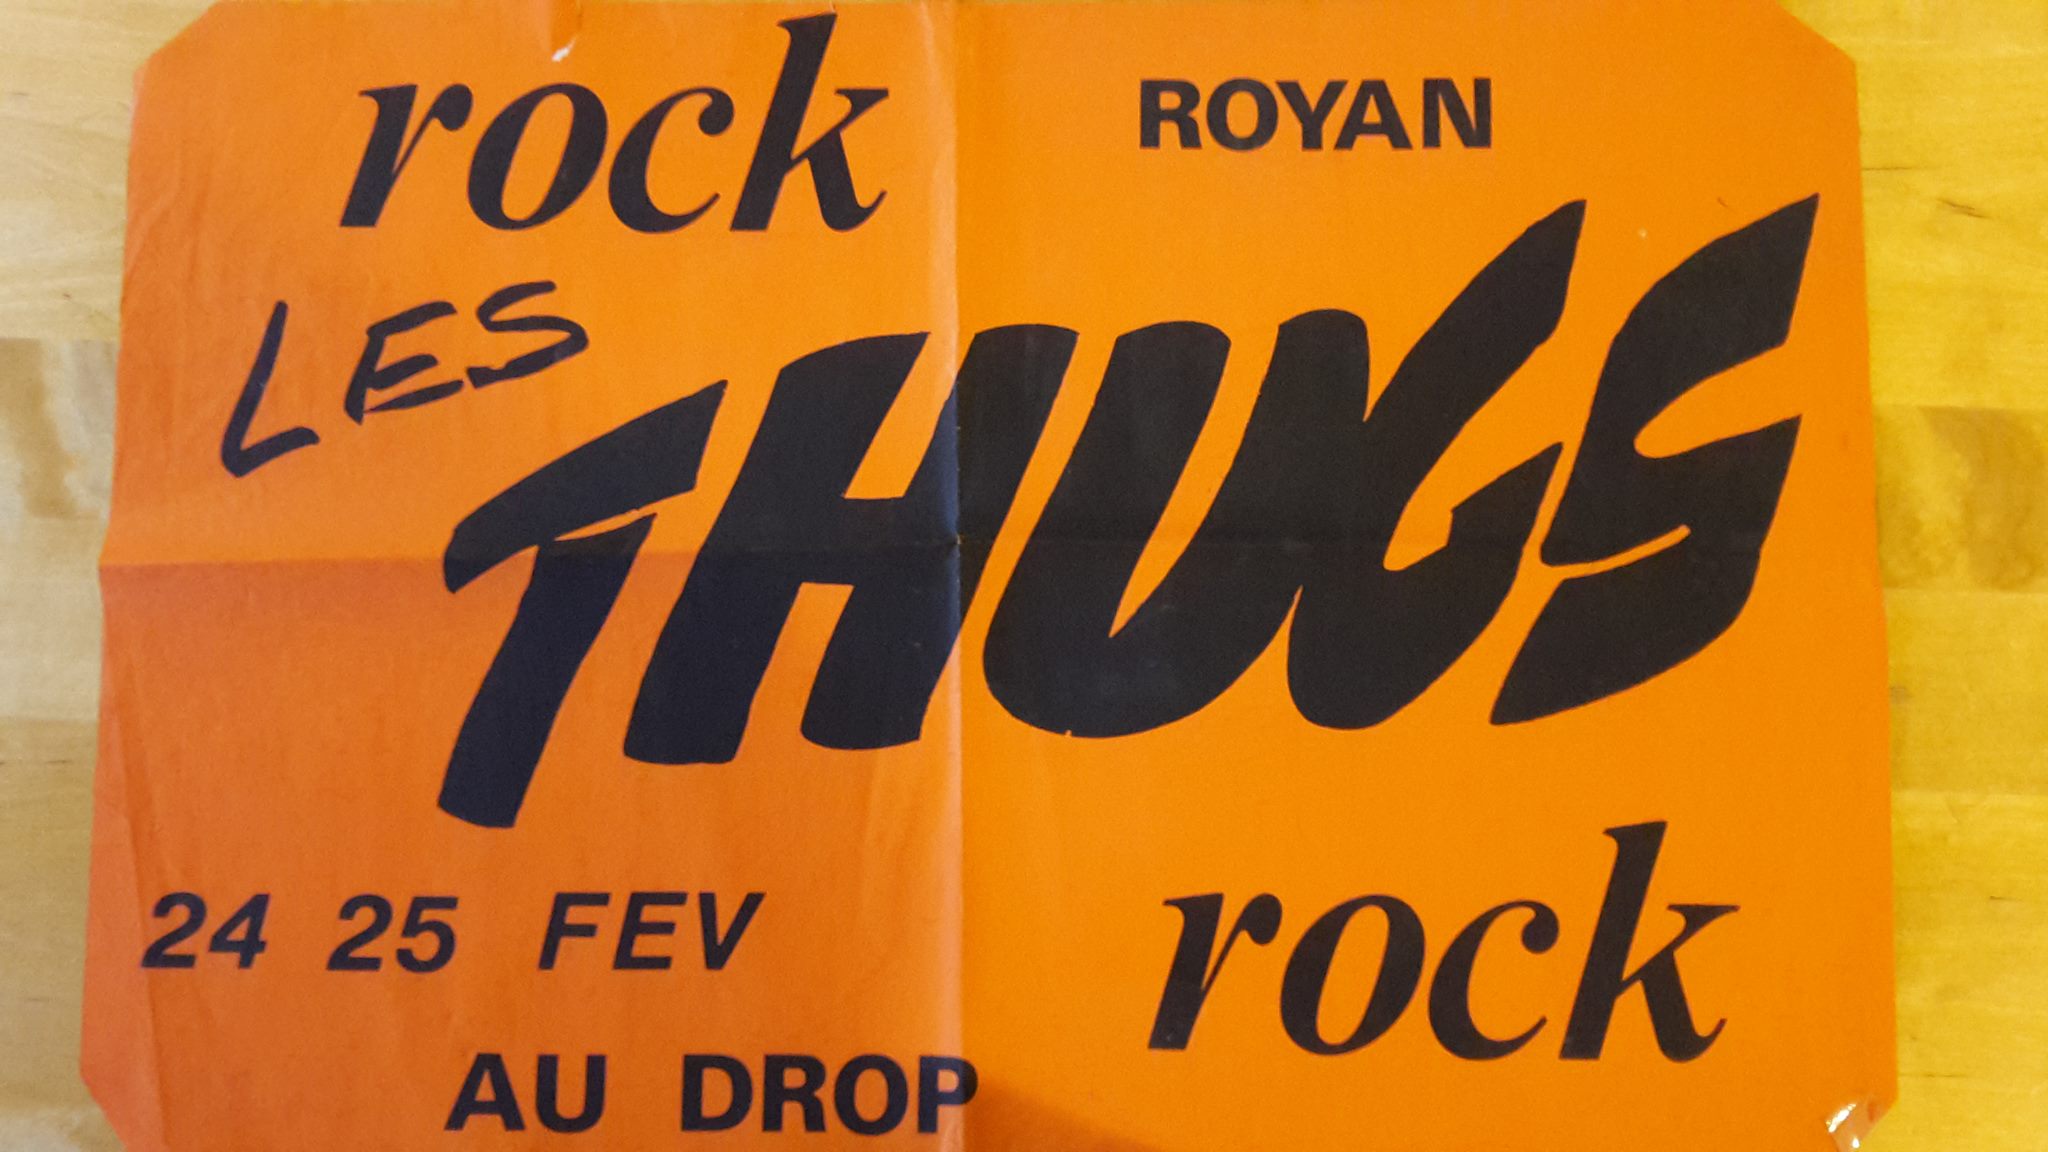 rock
ROYAN
LES
THUGS
24 25 FEV
rock
AU DROP